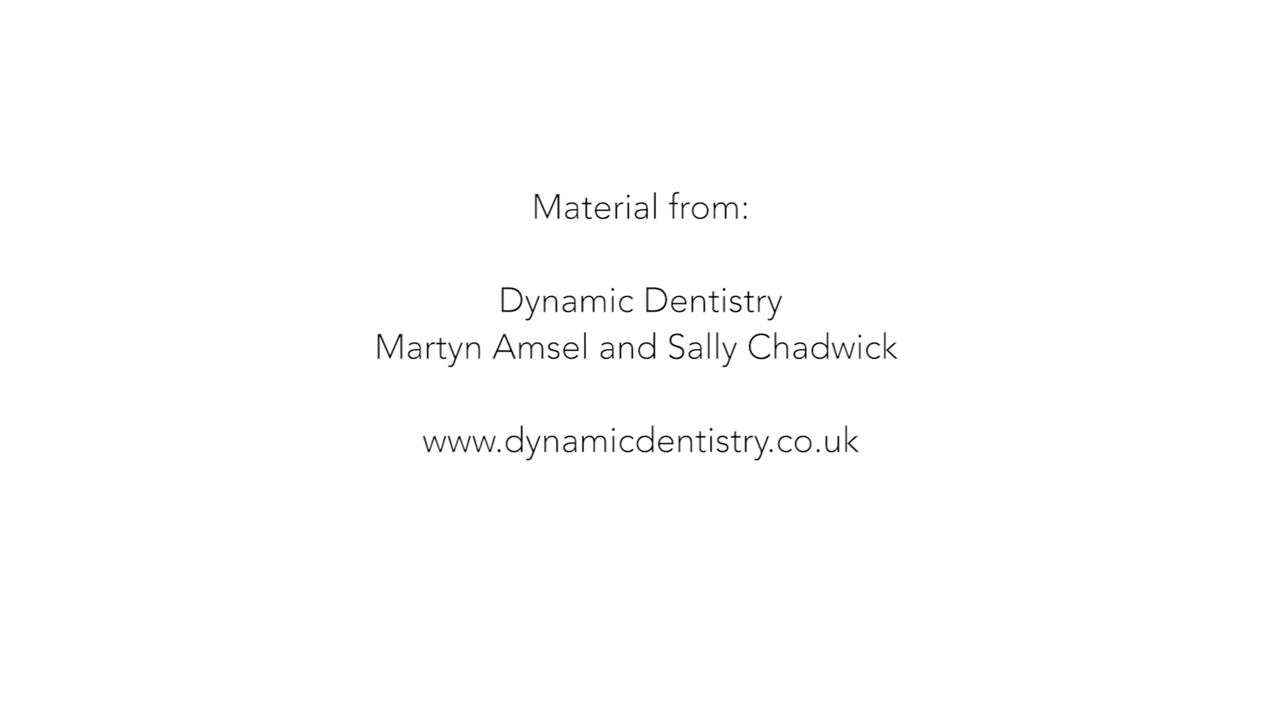 Material from:
Dynamic Dentistry
Martyn Amsel and Sally Chadwick
www.dynamicdentistry.co.uk